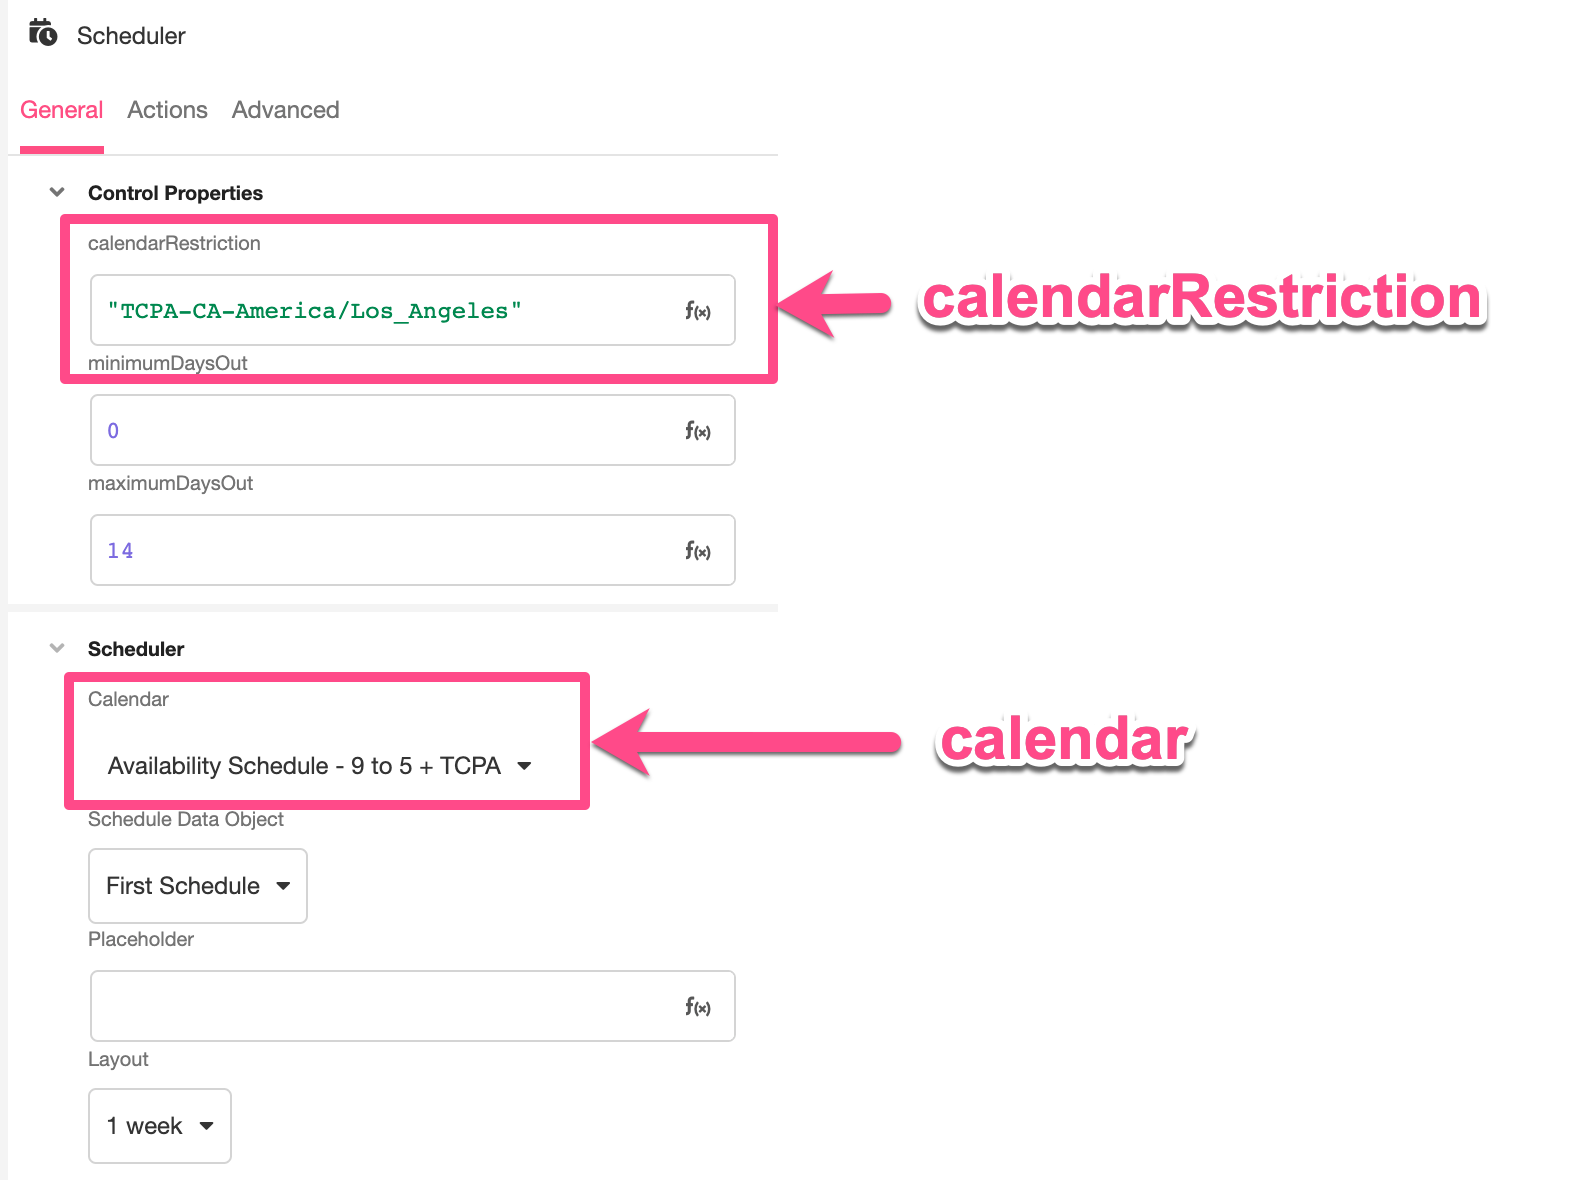 Scheduler
General Actions Advanced
Control Properties
calendarRestriction
"TCPA-CA-America/Los_Angeles" f(x)
calendarRestriction
minimumDaysOut
0 f(x)
maximumDaysOut
14 f(x)
Scheduler
Calendar
Availability Schedule - 9 to 5 + TCPA
calendar
Schedule Data Object
First Schedule
Placeholder
f(x)
Layout
1 week